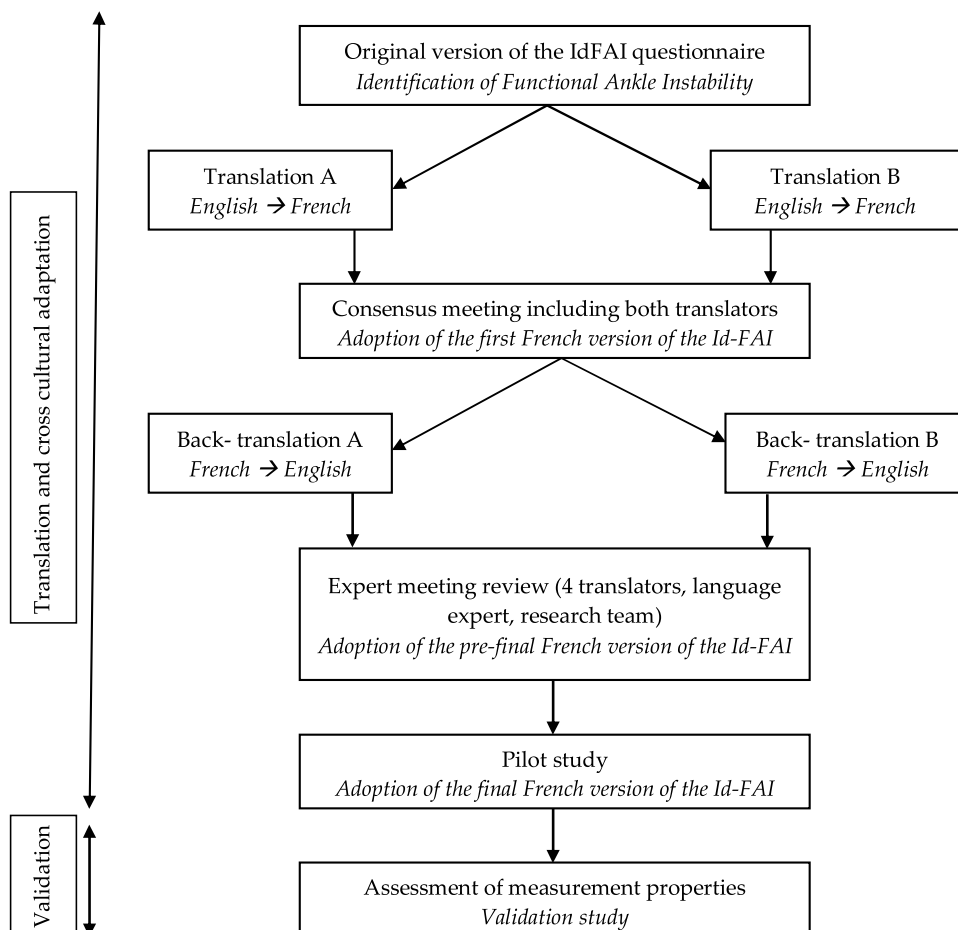 Original version of the IdFAI questionnaire
Identification of Functional Ankle Instability
Translation A
English → French
Translation B
English → French
Consensus meeting including both translators
Adoption of the first French version of the Id-FAI
Back- translation A
French → English
Back- translation B
French → English
Expert meeting review (4 translators, language
expert, research team)
Adoption of the pre-final French version of the Id-FAI
Pilot study
Adoption of the final French version of the Id-FAI
Assessment of measurement properties
Validation study
Translation and cross cultural adaptation
Validation